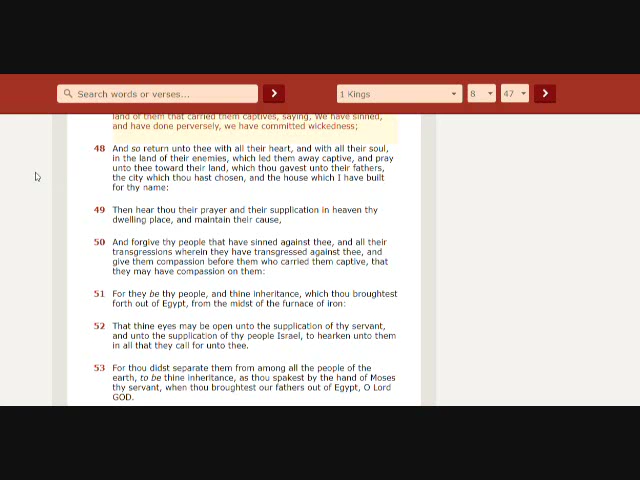 Search words or verses...
1 Kings
8
47
land of them that carried them captives, saying, We have sinned,
and have done perversely, we have committed wickedness;
48 And so return unto thee with all their heart, and with all their soul,
in the land of their enemies, which led them away captive, and pray
unto thee toward their land, which thou gavest unto their fathers,
the city which thou hast chosen, and the house which I have built
for thy name:
49 Then hear thou their prayer and their supplication in heaven thy
dwelling place, and maintain their cause,
50 And forgive thy people that have sinned against thee, and all their
transgressions wherein they have transgressed against thee, and
give them compassion before them who carried them captive, that
they may have compassion on them:
51 For they be thy people, and thine inheritance, which thou broughtest
forth out of Egypt, from the midst of the furnace of iron:
52 That thine eyes may be open unto the supplication of thy servant,
and unto the supplication of thy people Israel, to hearken unto them
in all that they call for unto thee.
53 For thou didst separate them from among all the people of the
earth, to be thine inheritance, as thou spakest by the hand of Moses
thy servant, when thou broughtest our fathers out of Egypt, O Lord
GOD.